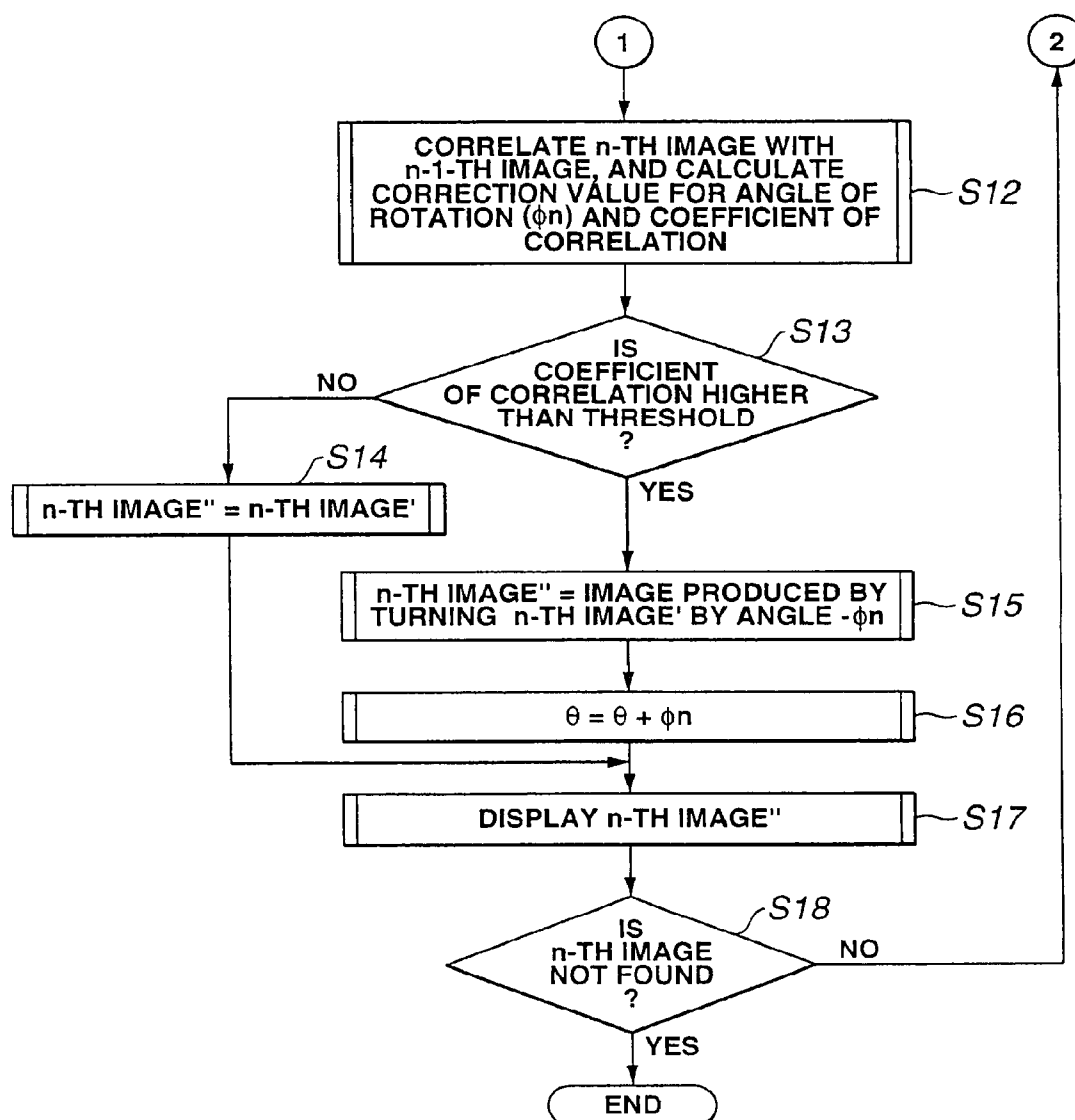 1
2
CORRELATE n-TH IMAGE WITH
n-1-TH IMAGE, AND CALCULATE
CORRECTION VALUE FOR ANGLE OF
ROTATION (ϕn) AND COEFFICIENT OF
CORRELATION
S12
S13
IS
COEFFICIENT
OF CORRELATION HIGHER
THAN THRESHOLD
?
NO
YES
S14
n-TH IMAGE" = n-TH IMAGE'
n-TH IMAGE" = IMAGE PRODUCED BY
TURNING n-TH IMAGE' BY ANGLE -ϕn
S15
θ = θ + ϕn
S16
DISPLAY n-TH IMAGE"
S17
S18
IS
n-TH IMAGE
NOT FOUND
?
NO
YES
END